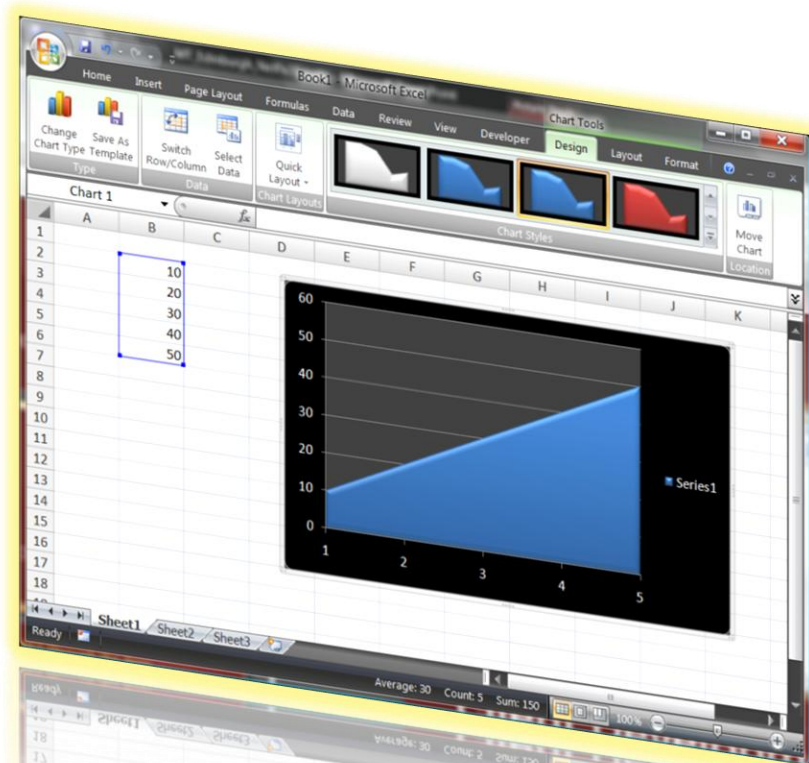 Book1 - Microsoft Excel
Chart Tools
Home Insert Page Layout Formulas Data Review View Developer Design Layout Format
Change Chart Type
Save As Template
Type
Switch Row/Column
Select Data
Data
Quick Layout
Chart Layouts
Chart Styles
Move Chart
Location
Chart 1
fx
A B C D E F G H I J K
1
2
3 10
4 20
5 30
6 40
7 50
8
9
10
11
12
13
14
15
16
17
18
60
50
40
30
20
10
0
1 2 3 4 5
Series1
Sheet1 Sheet2 Sheet3
Ready
Average: 30 Count: 5 Sum: 150 100%